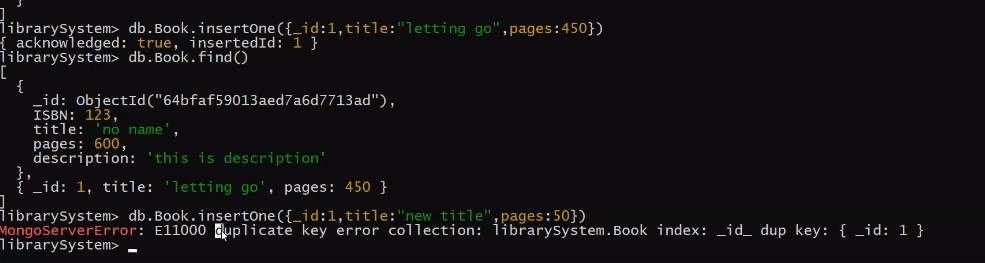 }
]
librarySystem> db.Book.insertOne({_id:1,title:"letting go",pages:450})
{ acknowledged: true, insertedId: 1 }
librarySystem> db.Book.find()
[
  {
    _id: ObjectId("64bfaf59013aed7a6d7713ad"),
    ISBN: 123,
    title: 'no name',
    pages: 600,
    description: 'this is description'
  },
  { _id: 1, title: 'letting go', pages: 450 }
]
librarySystem> db.Book.insertOne({_id:1,title:"new title",pages:50})
MongoServerError: E11000 duplicate key error collection: librarySystem.Book index: _id_ dup key: { _id: 1 }
librarySystem> _